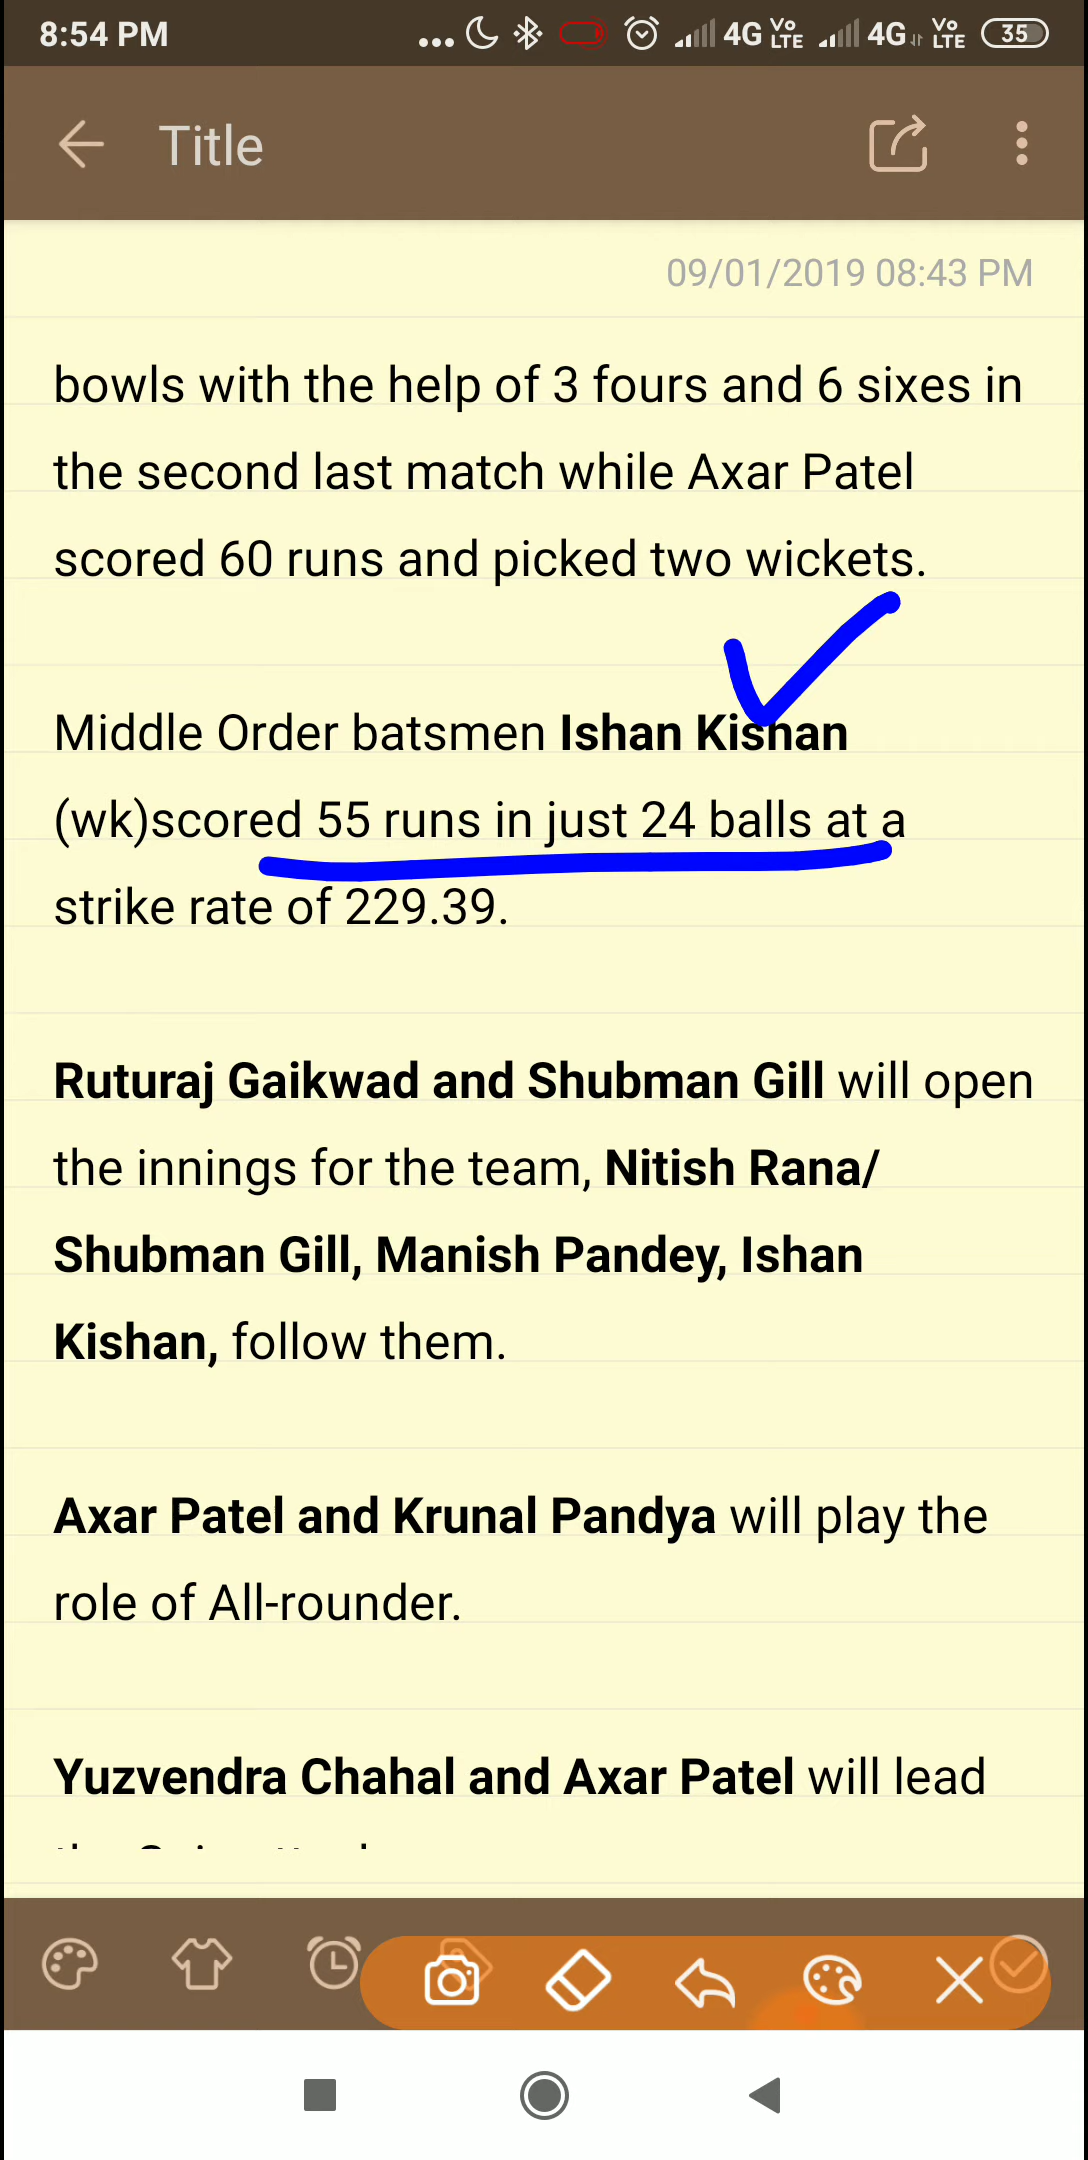 8:54 PM
4G Vo LTE 4G Vo LTE 35
Title
09/01/2019 08:43 PM
bowls with the help of 3 fours and 6 sixes in
the second last match while Axar Patel
scored 60 runs and picked two wickets.
Middle Order batsmen Ishan Kishan
(wk)scored 55 runs in just 24 balls at a
strike rate of 229.39.
Ruturaj Gaikwad and Shubman Gill will open
the innings for the team, Nitish Rana/
Shubman Gill, Manish Pandey, Ishan
Kishan, follow them.
Axar Patel and Krunal Pandya will play the
role of All-rounder.
Yuzvendra Chahal and Axar Patel will lead